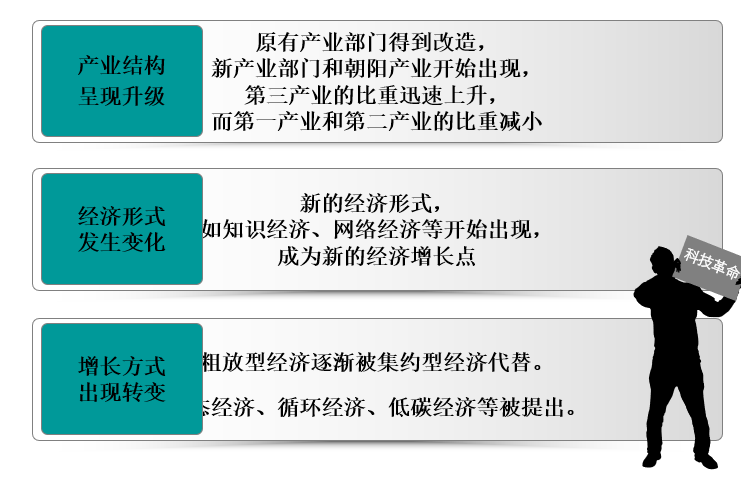 产业结构
呈现升级
原有产业部门得到改造，
新产业部门和朝阳产业开始出现，
第三产业的比重迅速上升，
而第一产业和第二产业的比重减小
经济形式
发生变化
新的经济形式，
如知识经济、网络经济等开始出现，
成为新的经济增长点
科技革命
增长方式
出现转变
粗放型经济逐渐被集约型经济代替。
经济、循环经济、低碳经济等被提出。